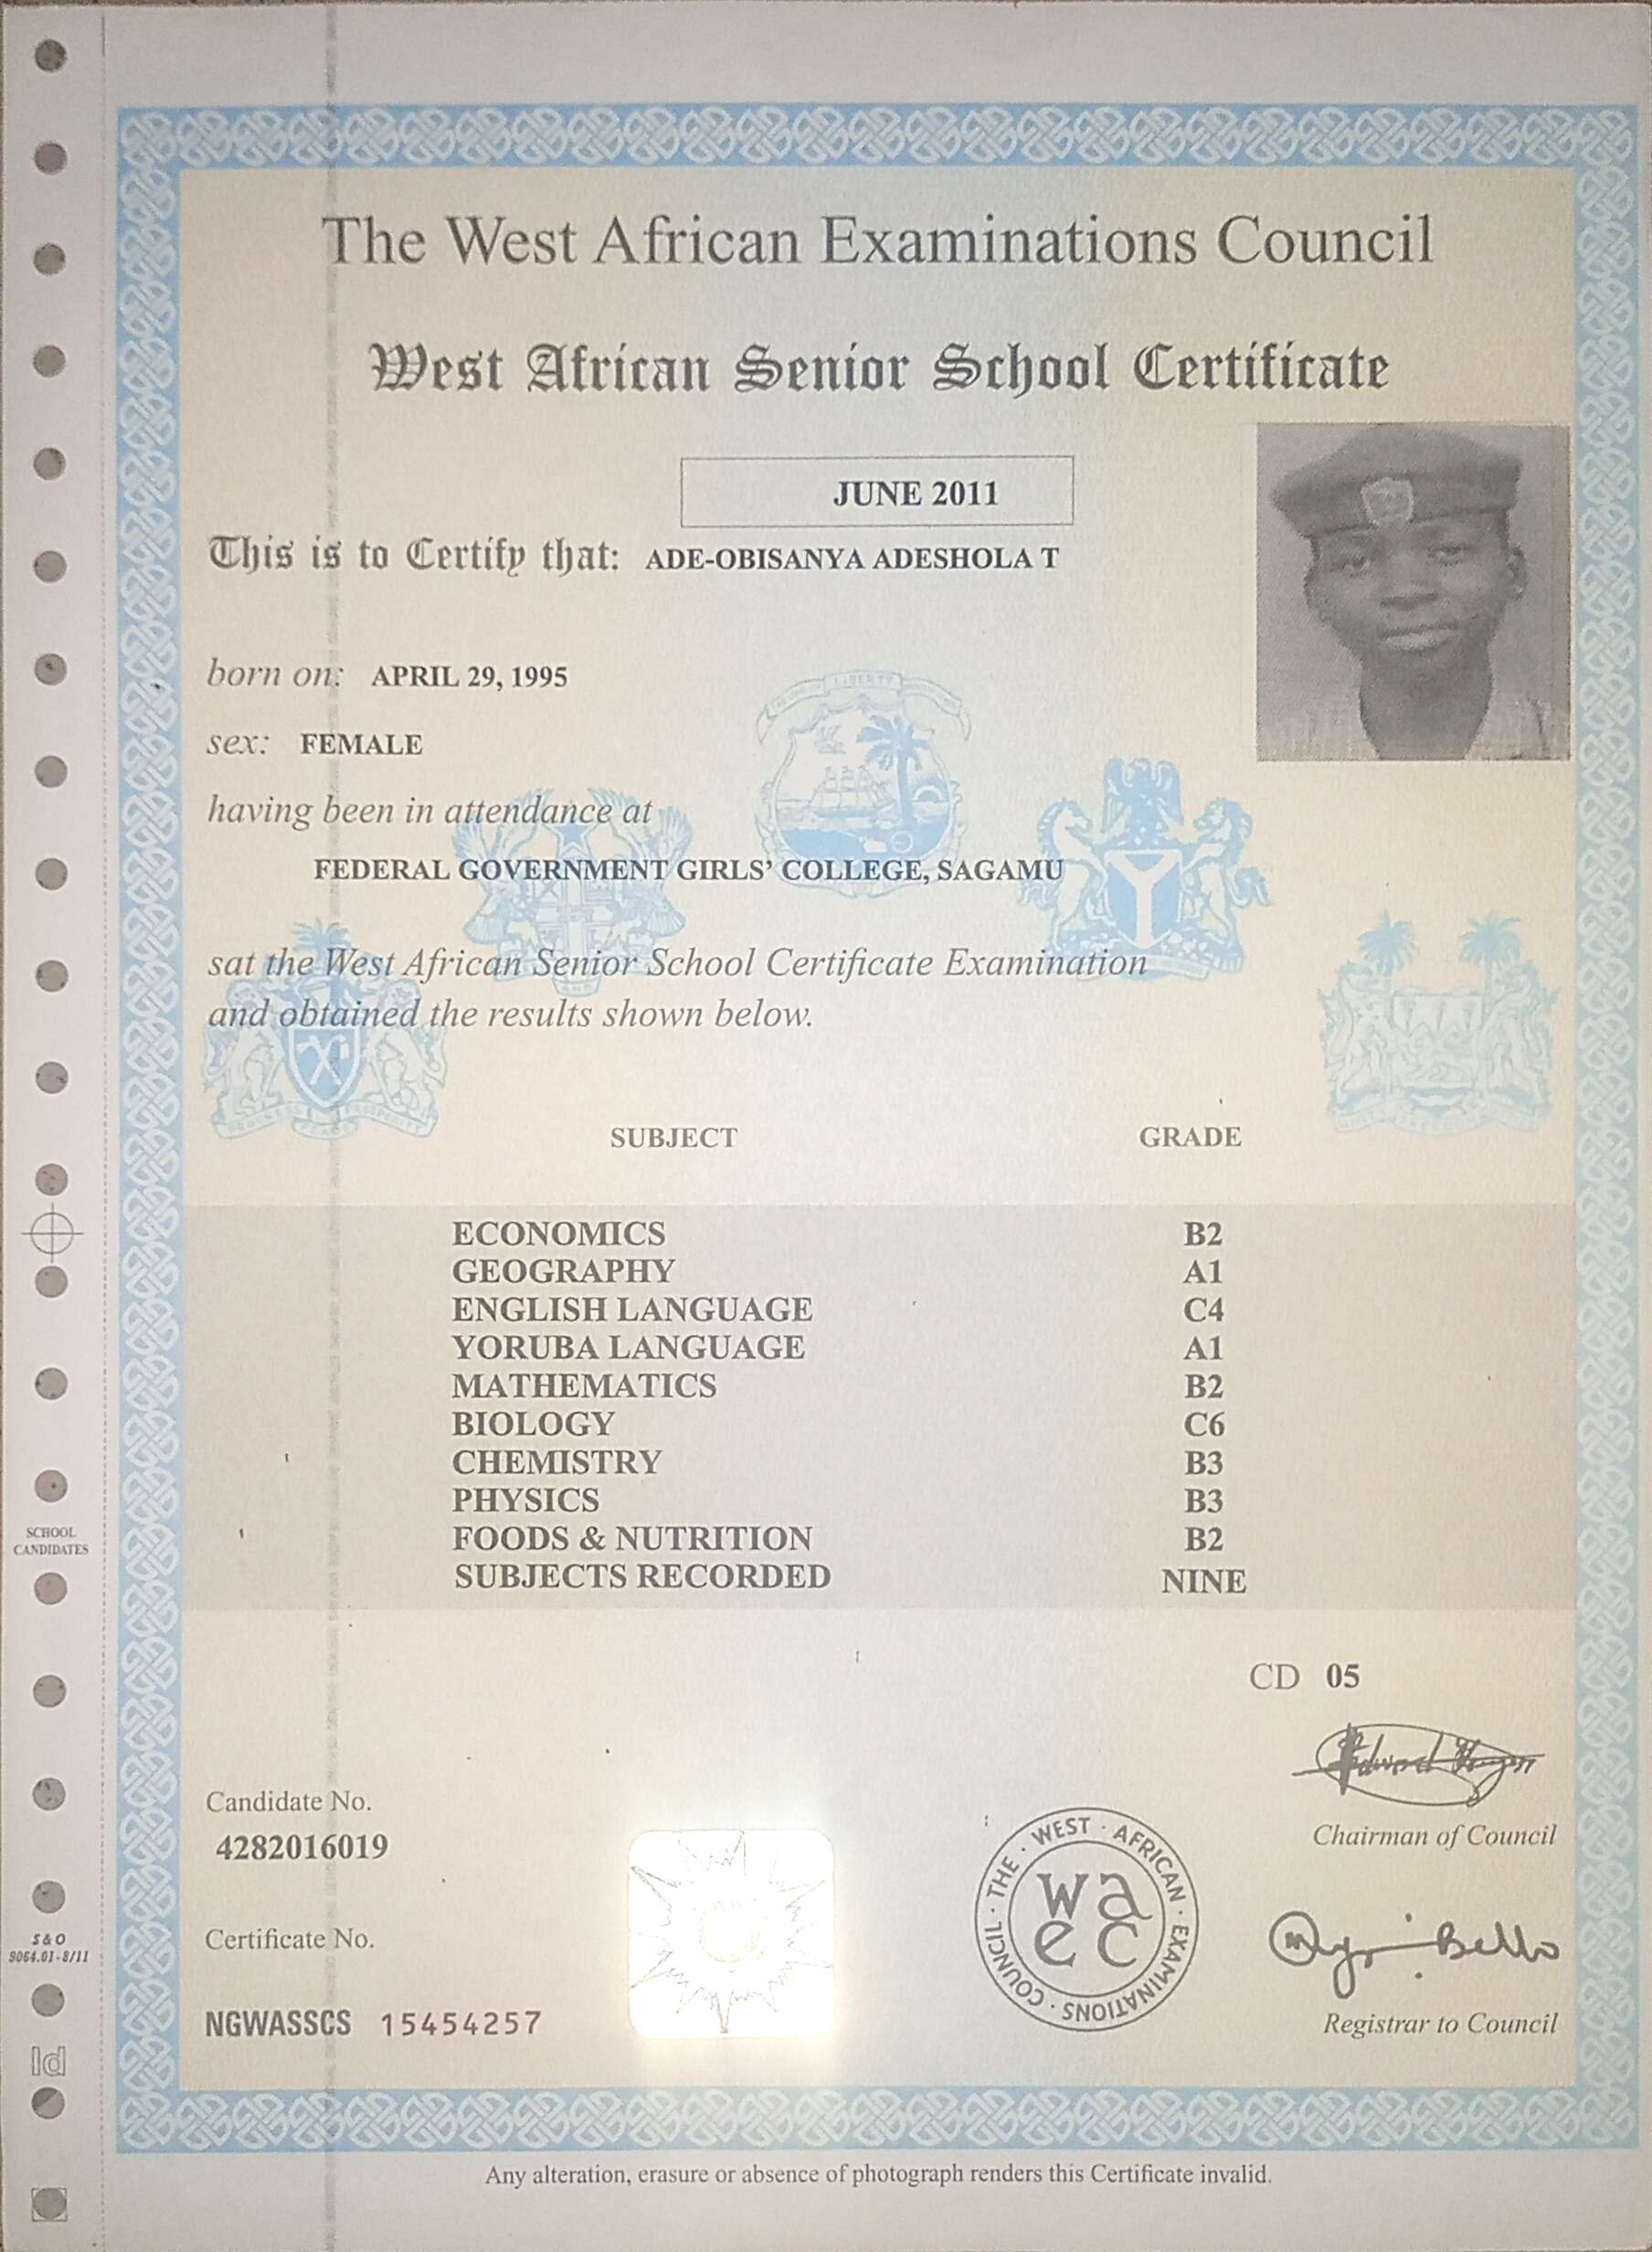 The West African Examinations Council
West African Senior School Certificate
JUNE 2011
This is to Certify that: ADE-OBISANYA ADESHOLA T
born on: APRIL 29, 1995
sex: FEMALE
having been in attendance at
FEDERAL GOVERNMENT GIRLS' COLLEGE, SAGAMU
sat the West African Senior School Certificate Examination
and obtained the results shown below.
SUBJECT GRADE
ECONOMICS B2
GEOGRAPHY A1
ENGLISH LANGUAGE C4
YORUBA LANGUAGE A1
MATHEMATICS B2
BIOLOGY C6
CHEMISTRY B3
PHYSICS B3
FOODS & NUTRITION B2
SUBJECTS RECORDED NINE
SCHOOL
CANDIDATES
CD 05
Candidate No.
4282016019
Chairman of Council
THE · WEST · AFRICAN · EXAMINATIONS · COUNCIL ·
wa
ec
Certificate No.
NGWASSCS 15454257
Bello
Registrar to Council
S & O
9064.01-8/11
Id
Any alteration, erasure or absence of photograph renders this Certificate invalid.